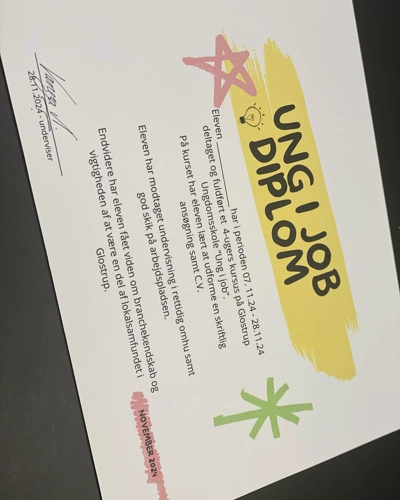 UNG I JOB
DIPLOM
Eleven ____________ har i perioden 07.11.24 - 28.11.24
deltaget og fuldført et 4-ugers kursus på Glostrup
Ungdomsskole "Ung I Job".
På kurset har eleven lært at udforme en skriftlig
ansøgning samt C.V.
Eleven har modtaget undervisning i rettidig omhu samt
god skik på arbejdspladsen.
Endvidere har eleven fået viden om branchekendskab og
vigtigheden af at være en del af lokalsamfundet i
Glostrup.
28.11.2024 - underviser
NOVEMBER 2024